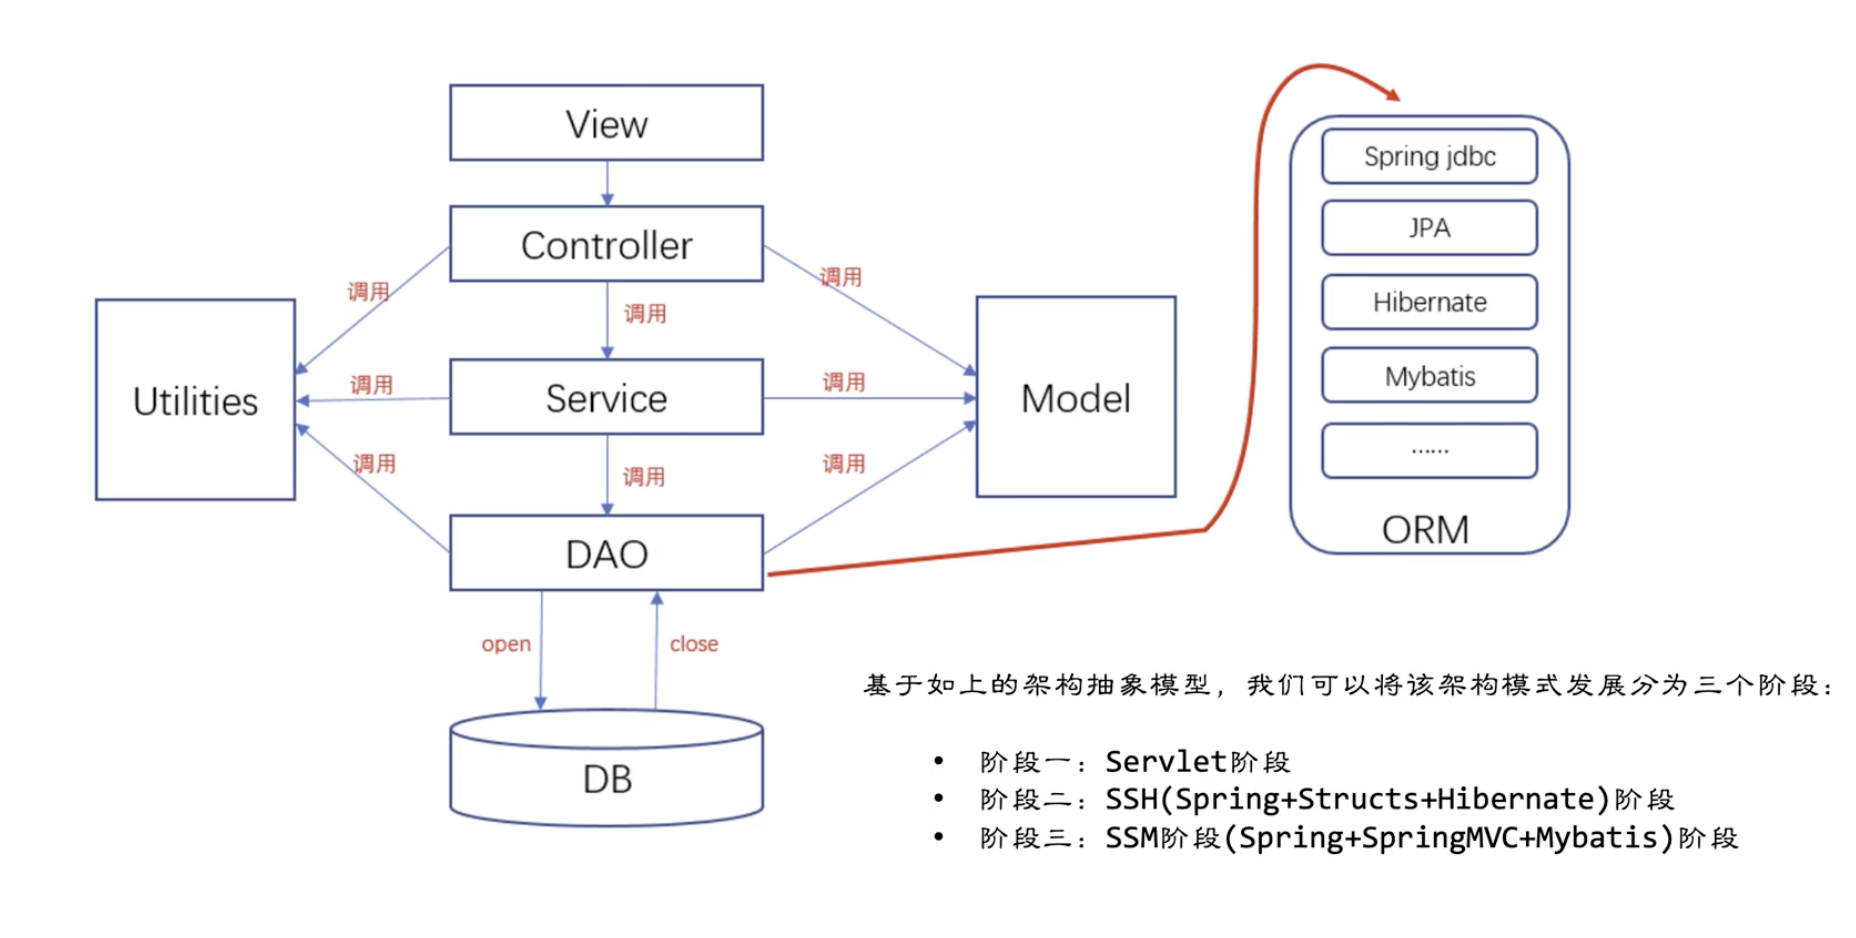 View
Controller
调用
调用
调用
Utilities
调用
Service
调用
Model
调用
调用
调用
DAO
open
close
DB
Spring jdbc
JPA
Hibernate
Mybatis
……
ORM
基于如上的架构抽象模型，我们可以将该架构模式发展分为三个阶段：
• 阶段一：Servlet阶段
• 阶段二：SSH(Spring+Structs+Hibernate)阶段
• 阶段三：SSM阶段(Spring+SpringMVC+Mybatis)阶段